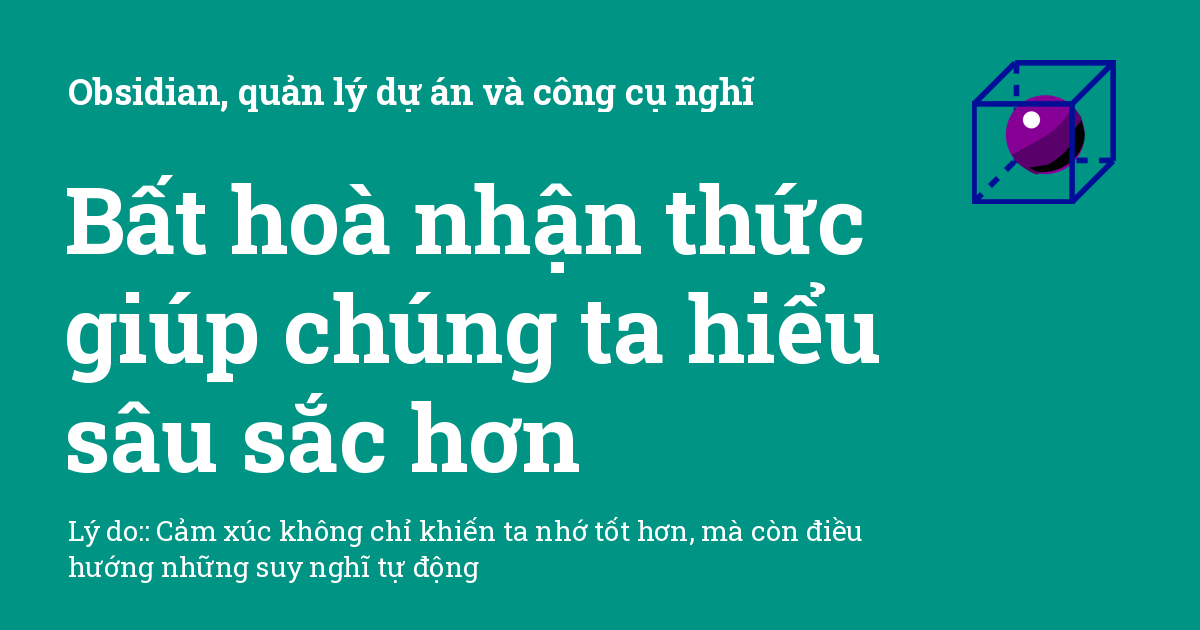 Obsidian, quản lý dự án và công cụ nghĩ
Bất hoà nhận thức
giúp chúng ta hiểu
sâu sắc hơn
Lý do:: Cảm xúc không chỉ khiến ta nhớ tốt hơn, mà còn điều
hướng những suy nghĩ tự động